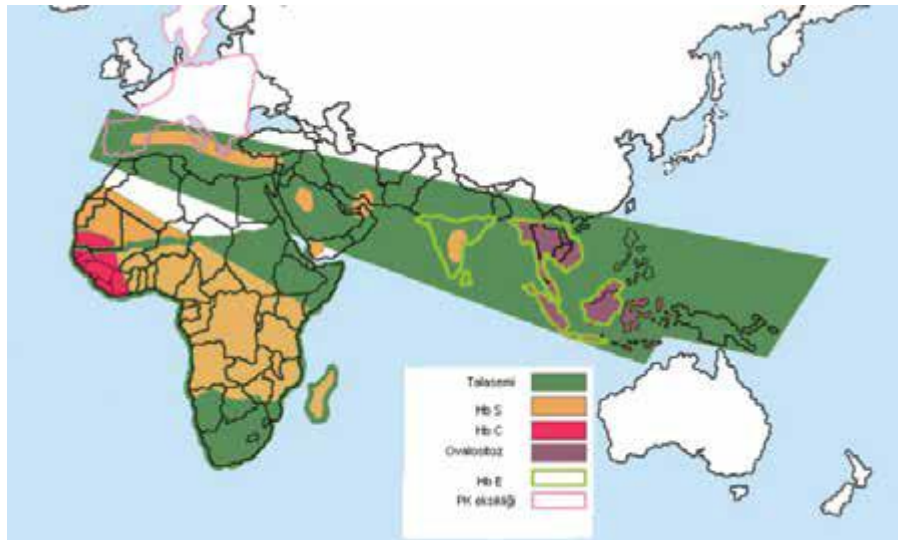 Talasemi
Hb S
Hb C
Ovalositoz
Hb E
PK eksikliği